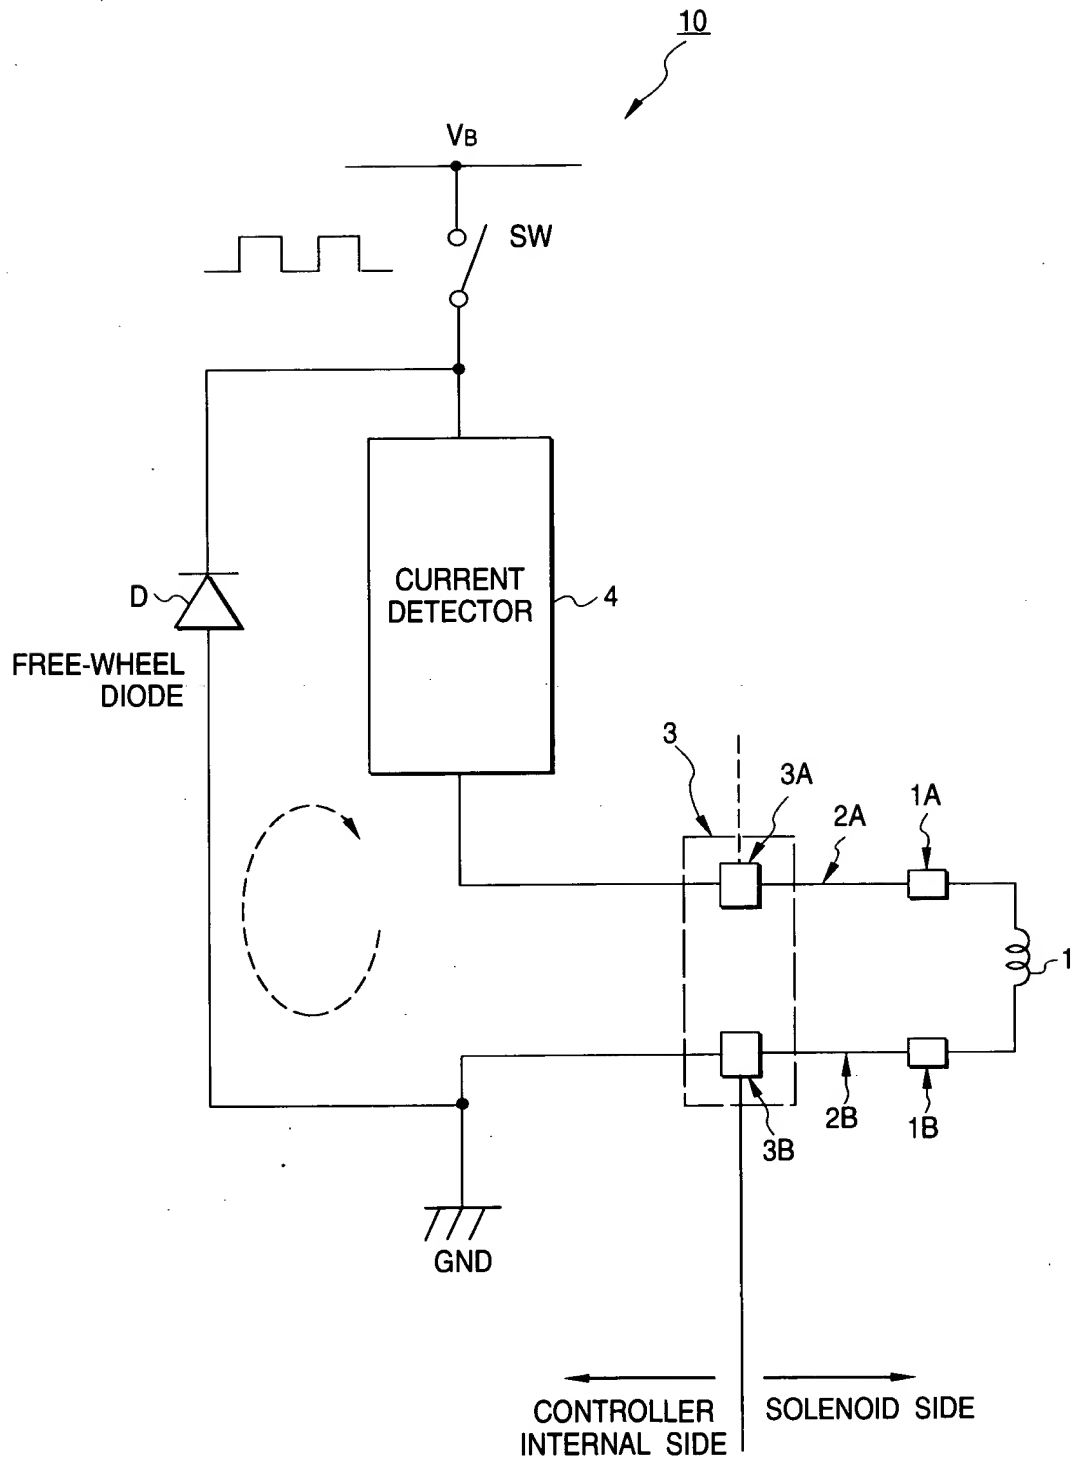 10
VB
SW
CURRENT
DETECTOR
4
D
FREE-WHEEL
DIODE
3
3A
2A
1A
1
3B
2B
1B
GND
CONTROLLER
INTERNAL SIDE
SOLENOID SIDE